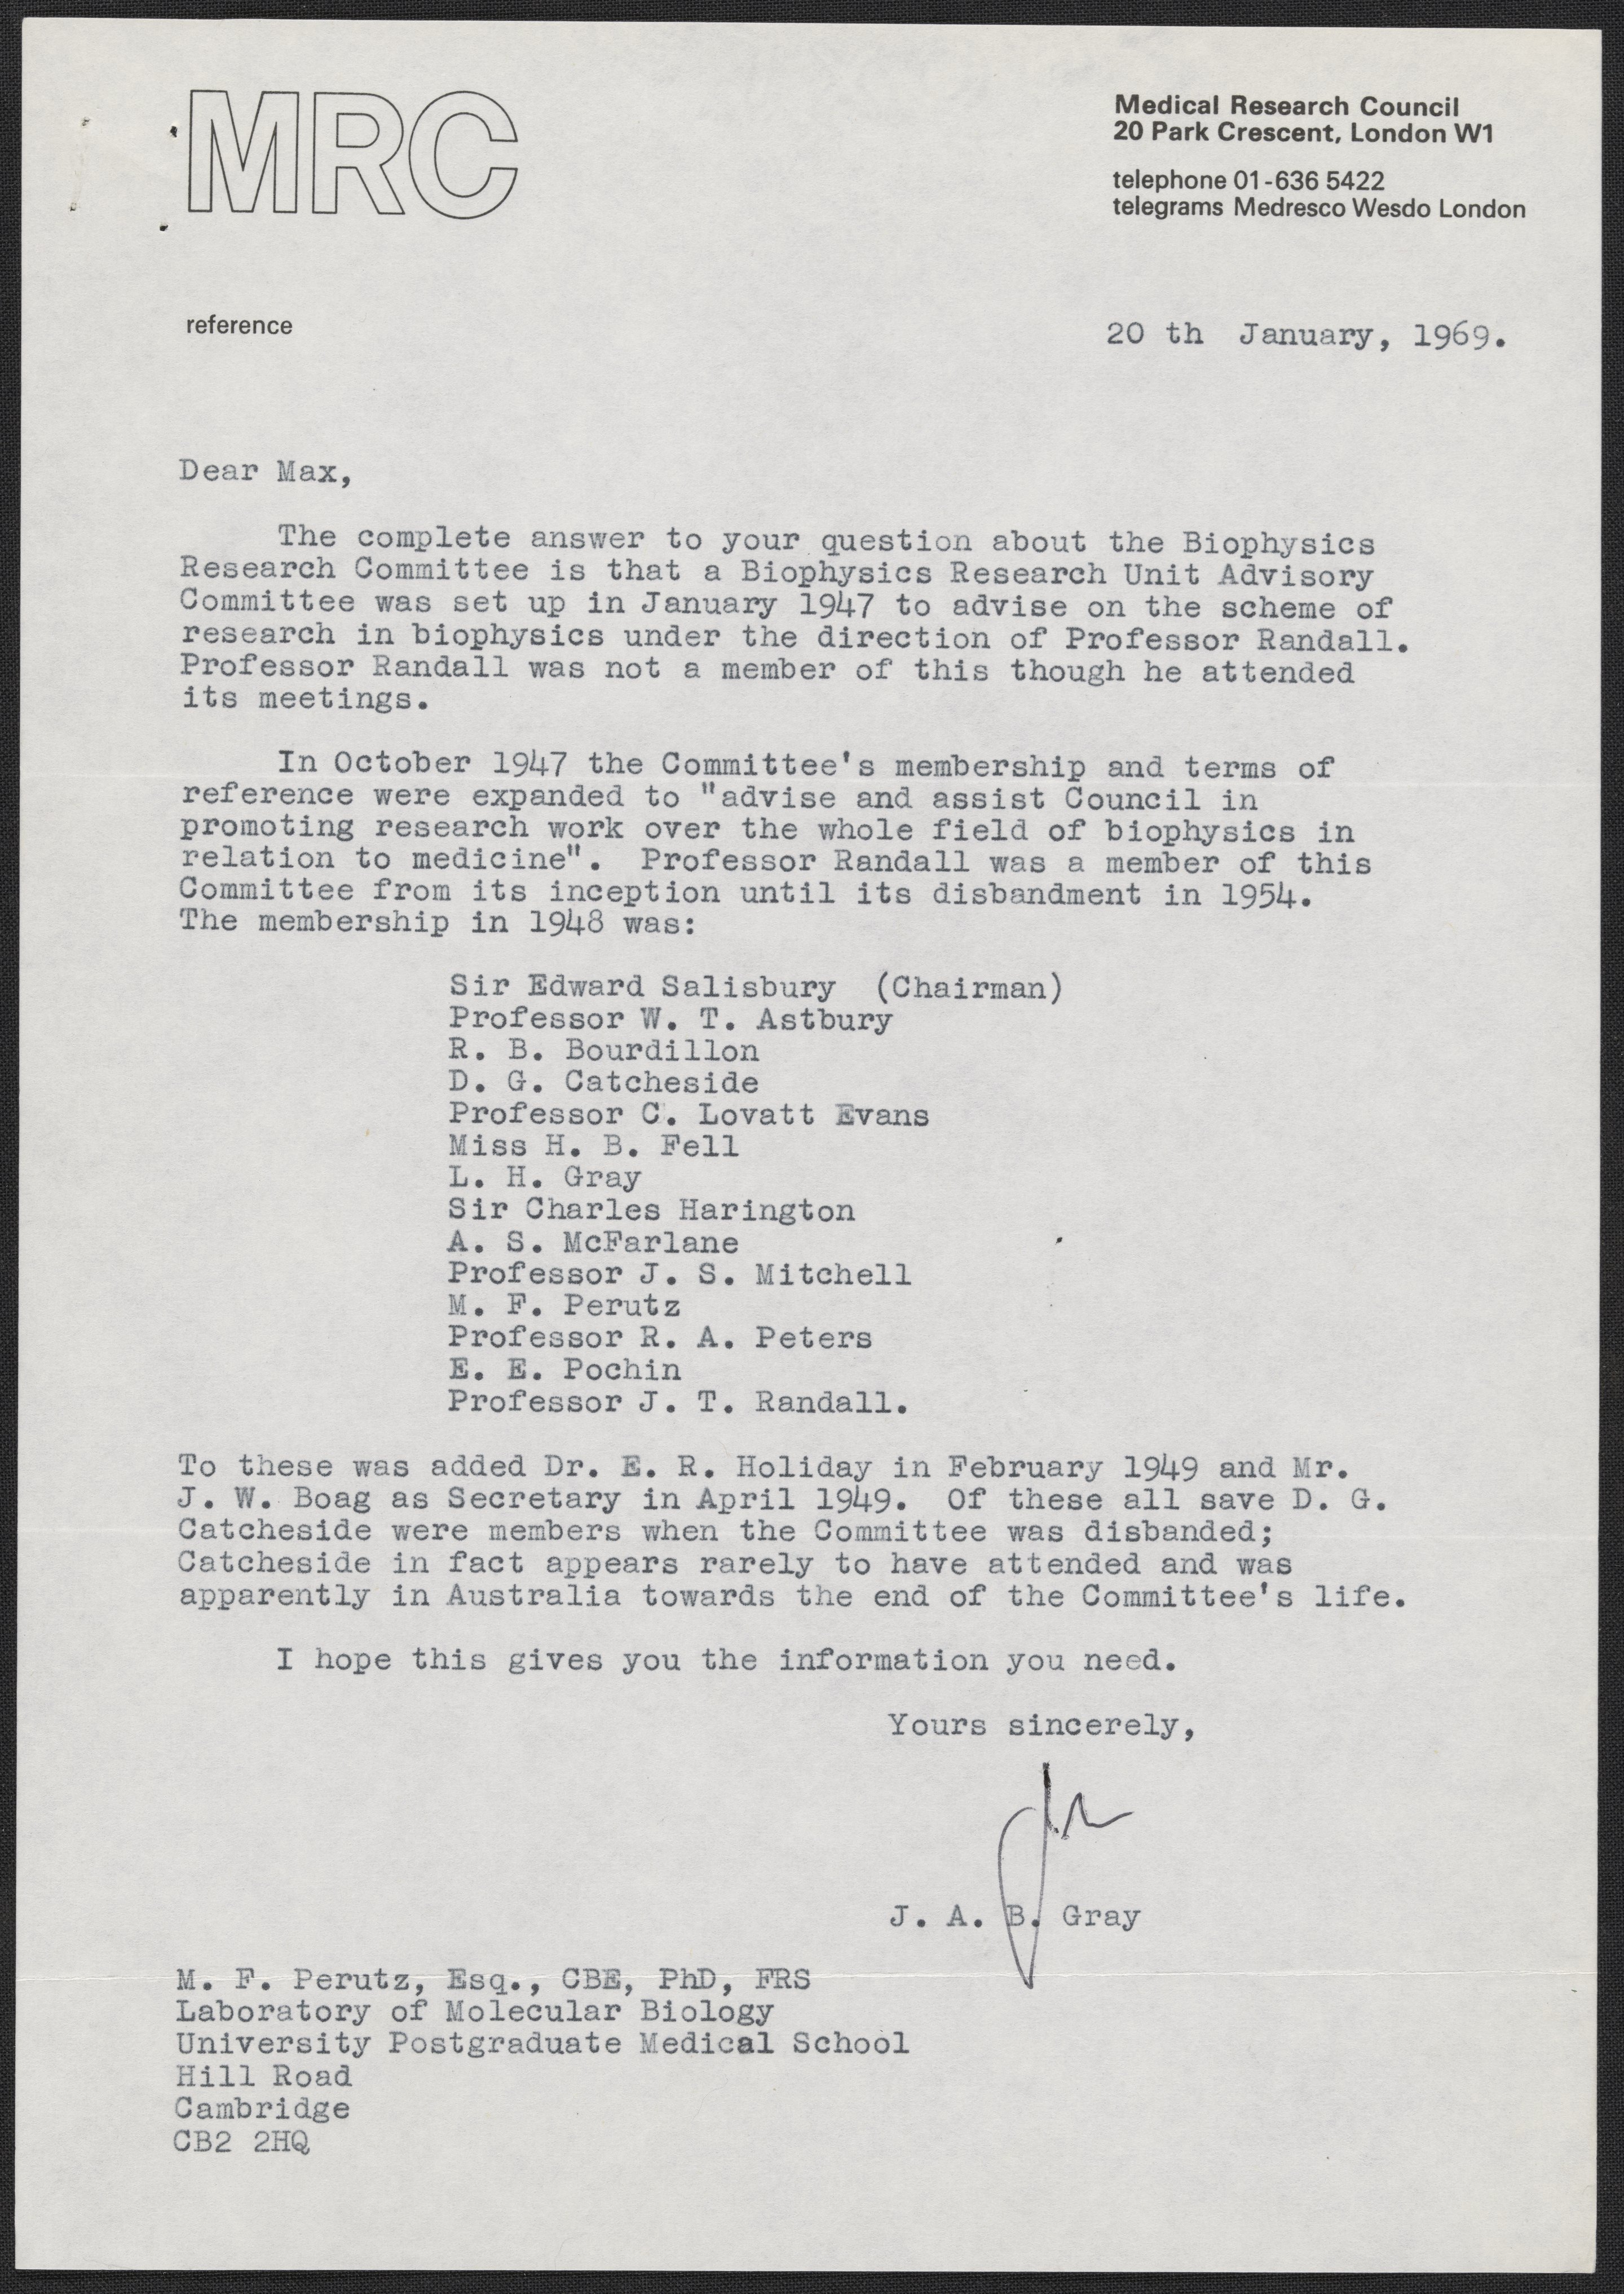 MRC
Medical Research Council
20 Park Crescent, London W1
telephone 01-636 5422
telegrams Medresco Wesdo London
reference
20 th January, 1969.
Dear Max,
The complete answer to your question about the Biophysics
Research Committee is that a Biophysics Research Unit Advisory
Committee was set up in January 1947 to advise on the scheme of
research in biophysics under the direction of Professor Randall.
Professor Randall was not a member of this though he attended
its meetings.
In October 1947 the Committee's membership and terms of
reference were expanded to "advise and assist Council in
promoting research work over the whole field of biophysics in
relation to medicine". Professor Randall was a member of this
Committee from its inception until its disbandment in 1954.
The membership in 1948 was:
Sir Edward Salisbury (Chairman)
Professor W. T. Astbury
R. B. Bourdillon
D. G. Catcheside
Professor C. Lovatt Evans
Miss H. B. Fell
L. H. Gray
Sir Charles Harington
A. S. McFarlane
Professor J. S. Mitchell
M. F. Perutz
Professor R. A. Peters
E. E. Pochin
Professor J. T. Randall.
To these was added Dr. E. R. Holiday in February 1949 and Mr.
J. W. Boag as Secretary in April 1949. Of these all save D. G.
Catcheside were members when the Committee was disbanded;
Catcheside in fact appears rarely to have attended and was
apparently in Australia towards the end of the Committee's life.
I hope this gives you the information you need.
Yours sincerely,
J. A. B. Gray
M. F. Perutz, Esq., CBE, PhD, FRS
Laboratory of Molecular Biology
University Postgraduate Medical School
Hill Road
Cambridge
CB2 2HQ